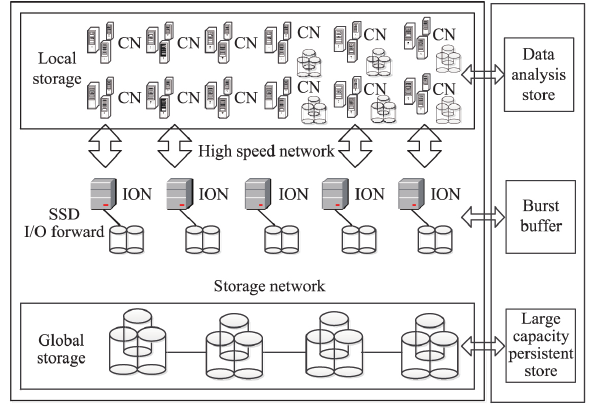 Local
storage
CN CN CN CN CN CN
CN CN CN CN CN CN
Data
analysis
store
High speed network
ION ION ION ION ION
SSD
I/O forward
Burst
buffer
Storage network
Global
storage
Large
capacity
persistent
store